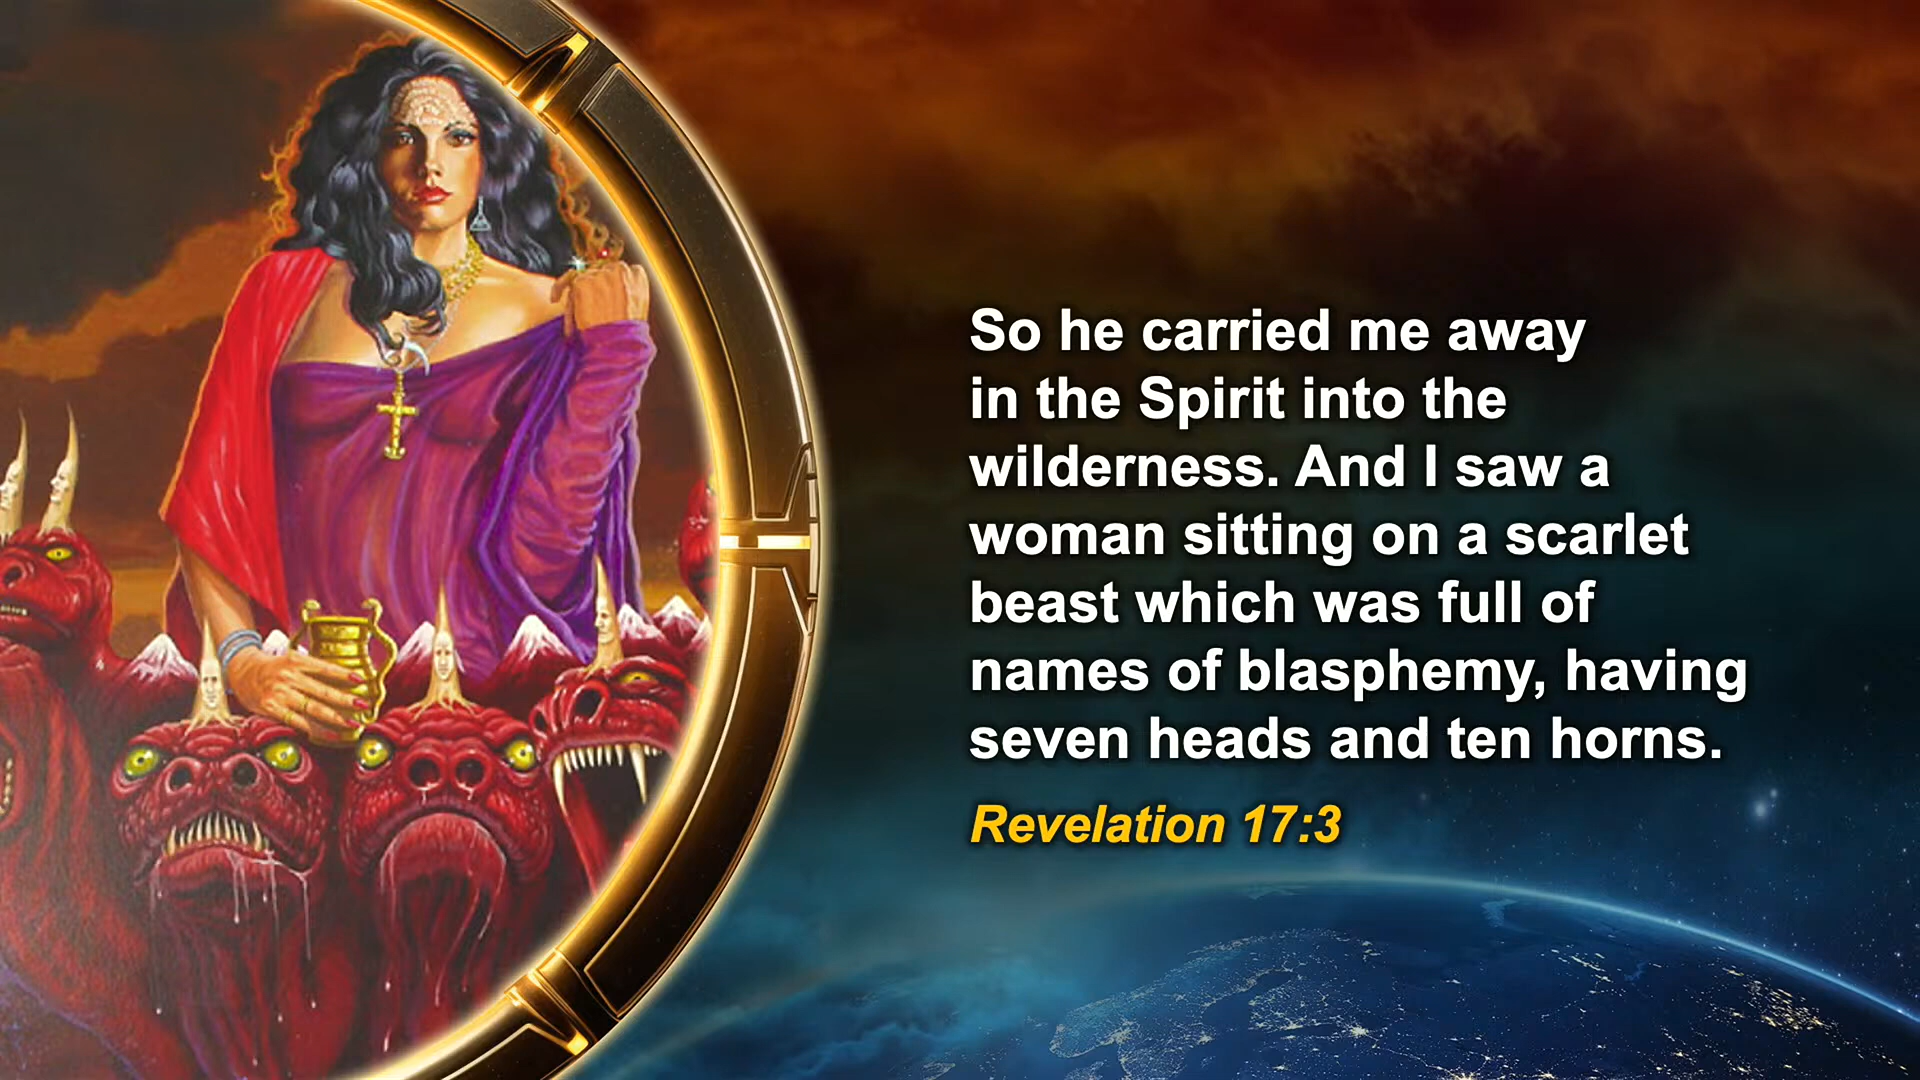 So he carried me away
in the Spirit into the
wilderness. And I saw a
woman sitting on a scarlet
beast which was full of
names of blasphemy, having
seven heads and ten horns.
Revelation 17:3